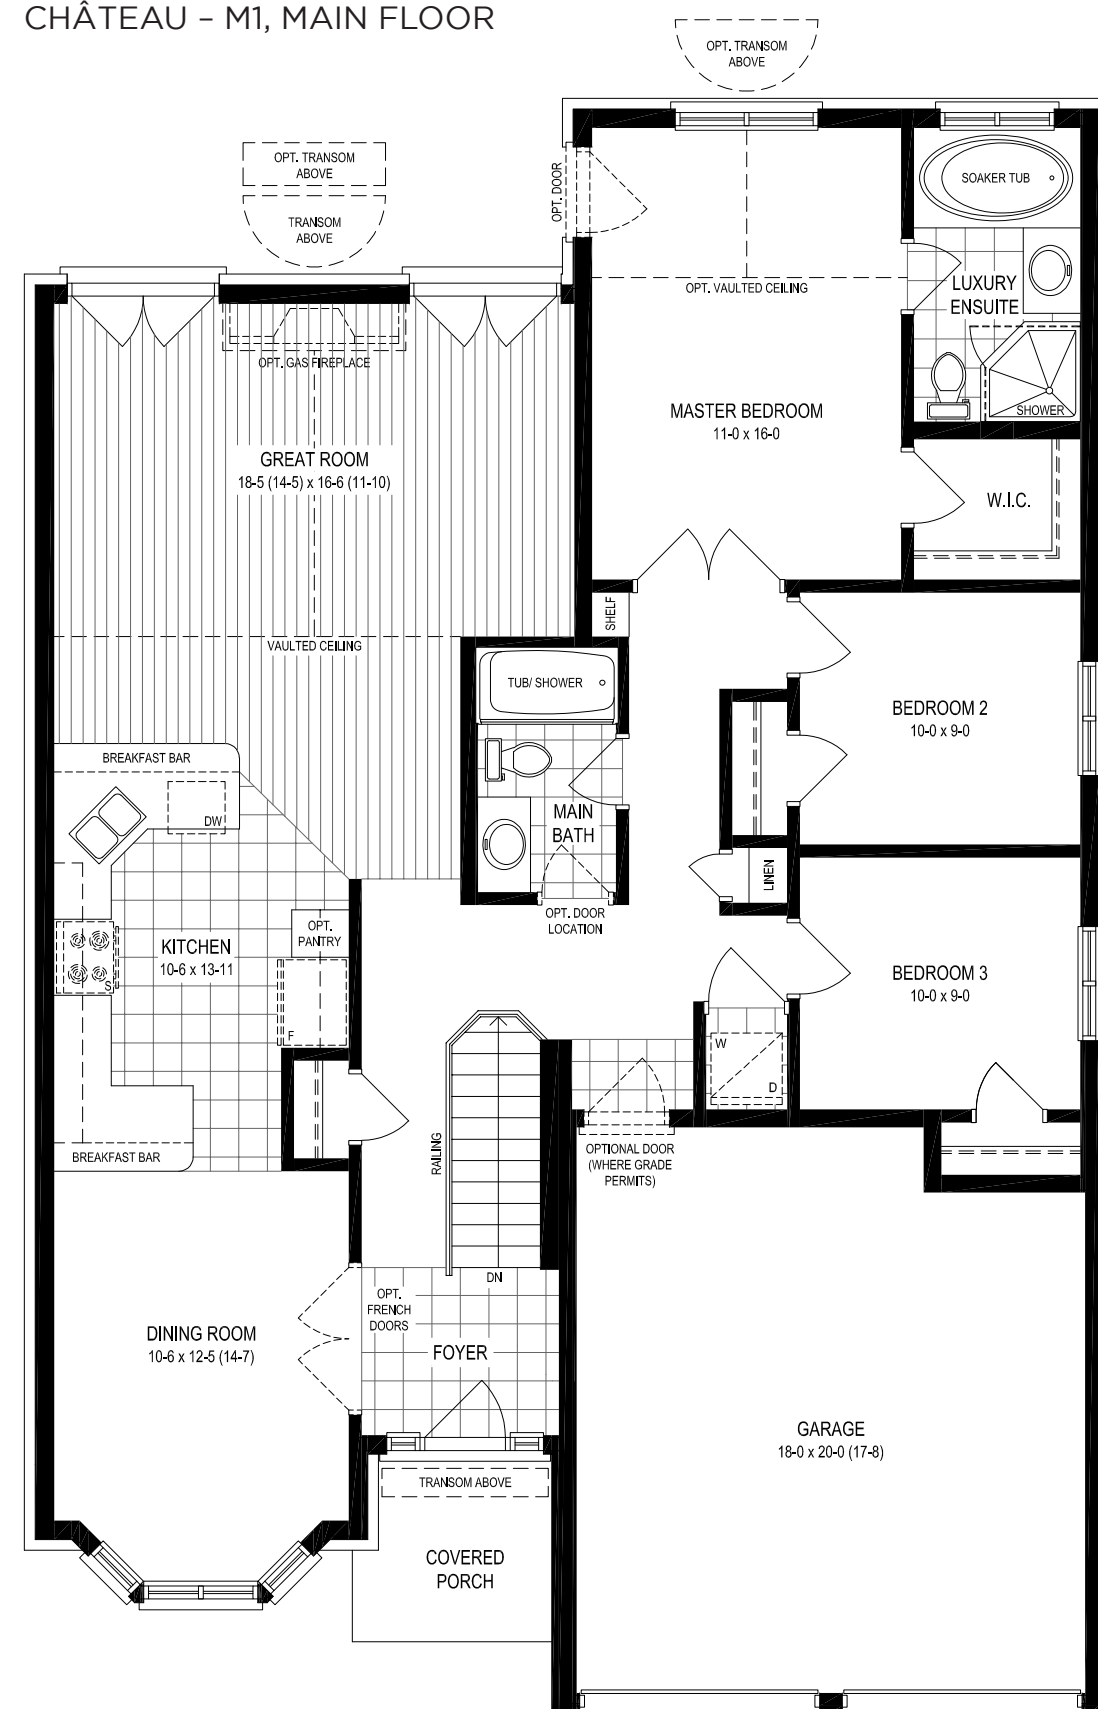 CHÂTEAU – M1, MAIN FLOOR
OPT. TRANSOM
ABOVE
OPT. TRANSOM
ABOVE
TRANSOM
ABOVE
OPT. DOOR
SOAKER TUB
LUXURY
ENSUITE
OPT. VAULTED CEILING
OPT. GAS FIREPLACE
MASTER BEDROOM
11-0 x 16-0
SHOWER
GREAT ROOM
18-5 (14-5) x 16-6 (11-10)
W.I.C.
SHELF
VAULTED CEILING
TUB/ SHOWER
BEDROOM 2
10-0 x 9-0
BREAKFAST BAR
DW
MAIN
BATH
LINEN
OPT. DOOR
LOCATION
OPT.
PANTRY
KITCHEN
10-6 x 13-11
S
F
BEDROOM 3
10-0 x 9-0
W
D
RAILING
BREAKFAST BAR
OPTIONAL DOOR
(WHERE GRADE
PERMITS)
DN
OPT.
FRENCH
DOORS
DINING ROOM
10-6 x 12-5 (14-7)
FOYER
GARAGE
18-0 x 20-0 (17-8)
TRANSOM ABOVE
COVERED
PORCH